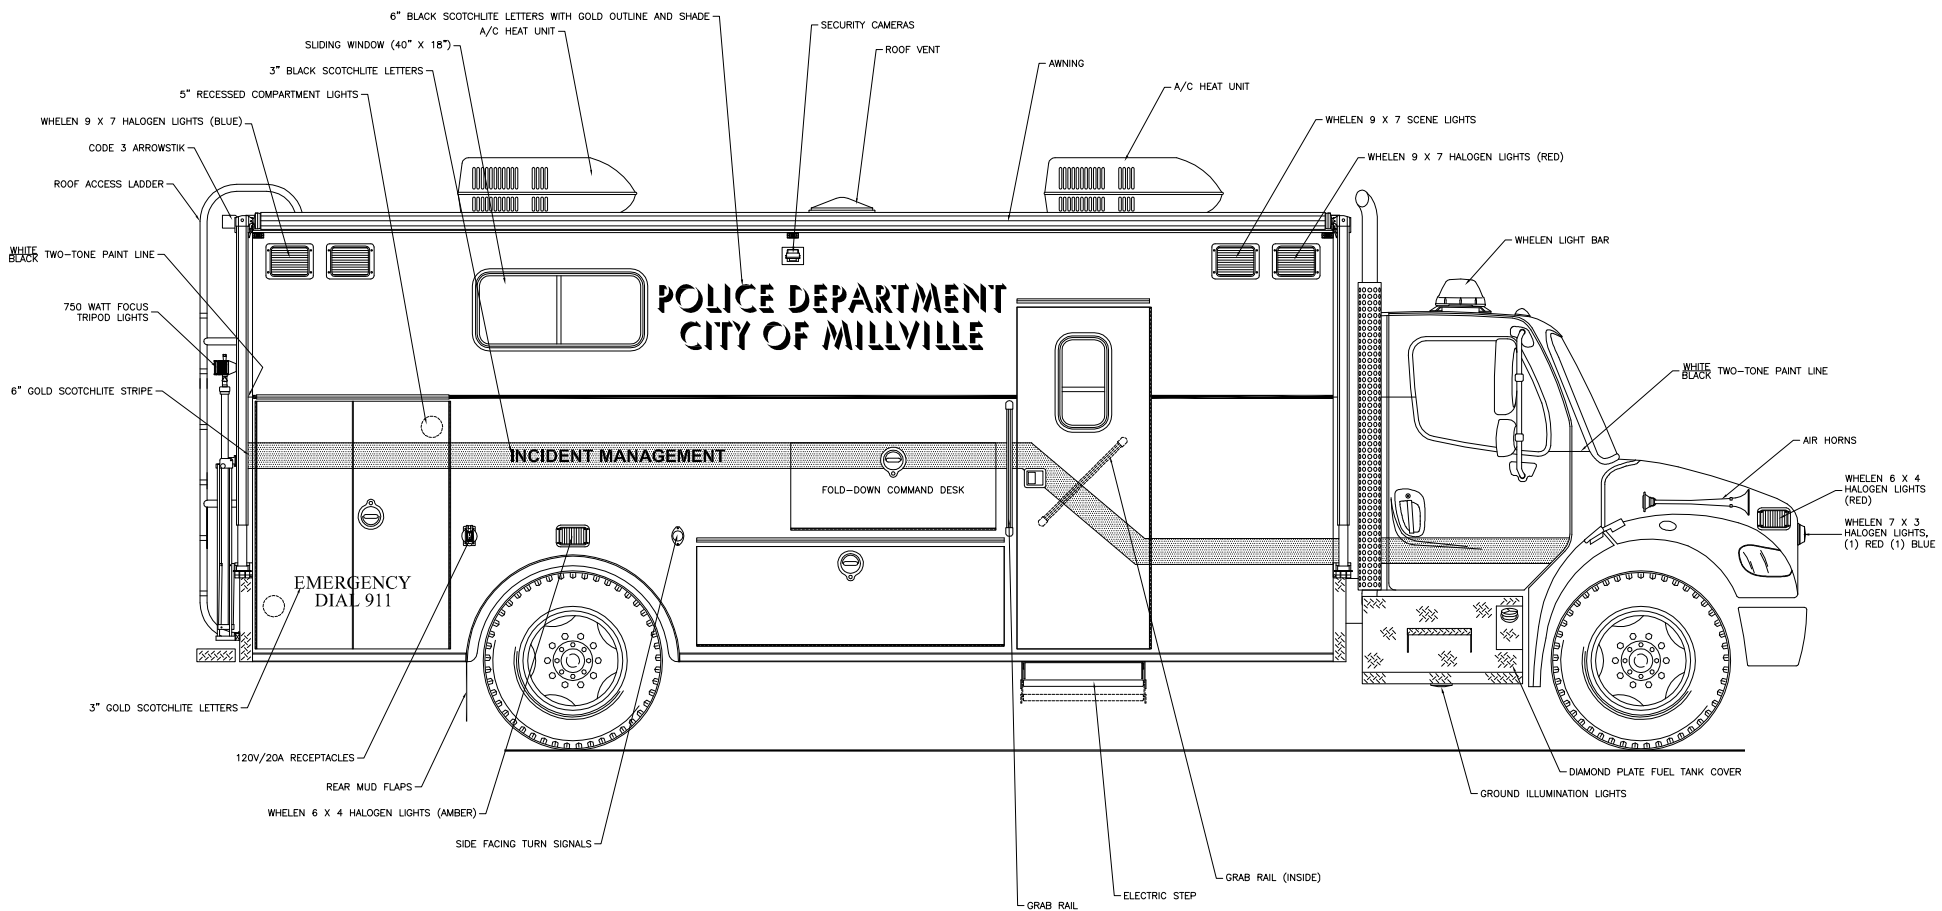 6" BLACK SCOTCHLITE LETTERS WITH GOLD OUTLINE AND SHADE
A/C HEAT UNIT
SECURITY CAMERAS
SLIDING WINDOW (40" X 18")
ROOF VENT
3" BLACK SCOTCHLITE LETTERS
AWNING
5" RECESSED COMPARTMENT LIGHTS
A/C HEAT UNIT
WHELEN 9 X 7 HALOGEN LIGHTS (BLUE)
WHELEN 9 X 7 SCENE LIGHTS
CODE 3 ARROWSTIK
WHELEN 9 X 7 HALOGEN LIGHTS (RED)
ROOF ACCESS LADDER
WHELEN LIGHT BAR
WHITE
BLACK TWO-TONE PAINT LINE
POLICE DEPARTMENT
CITY OF MILLVILLE
750 WATT FOCUS
TRIPOD LIGHTS
WHITE
BLACK TWO-TONE PAINT LINE
6" GOLD SCOTCHLITE STRIPE
AIR HORNS
INCIDENT MANAGEMENT
FOLD-DOWN COMMAND DESK
WHELEN 6 X 4
HALOGEN LIGHTS
(RED)
WHELEN 7 X 3
HALOGEN LIGHTS,
(1) RED (1) BLUE
EMERGENCY
DIAL 911
3" GOLD SCOTCHLITE LETTERS
120V/20A RECEPTACLES
DIAMOND PLATE FUEL TANK COVER
REAR MUD FLAPS
GROUND ILLUMINATION LIGHTS
WHELEN 6 X 4 HALOGEN LIGHTS (AMBER)
SIDE FACING TURN SIGNALS
GRAB RAIL (INSIDE)
ELECTRIC STEP
GRAB RAIL